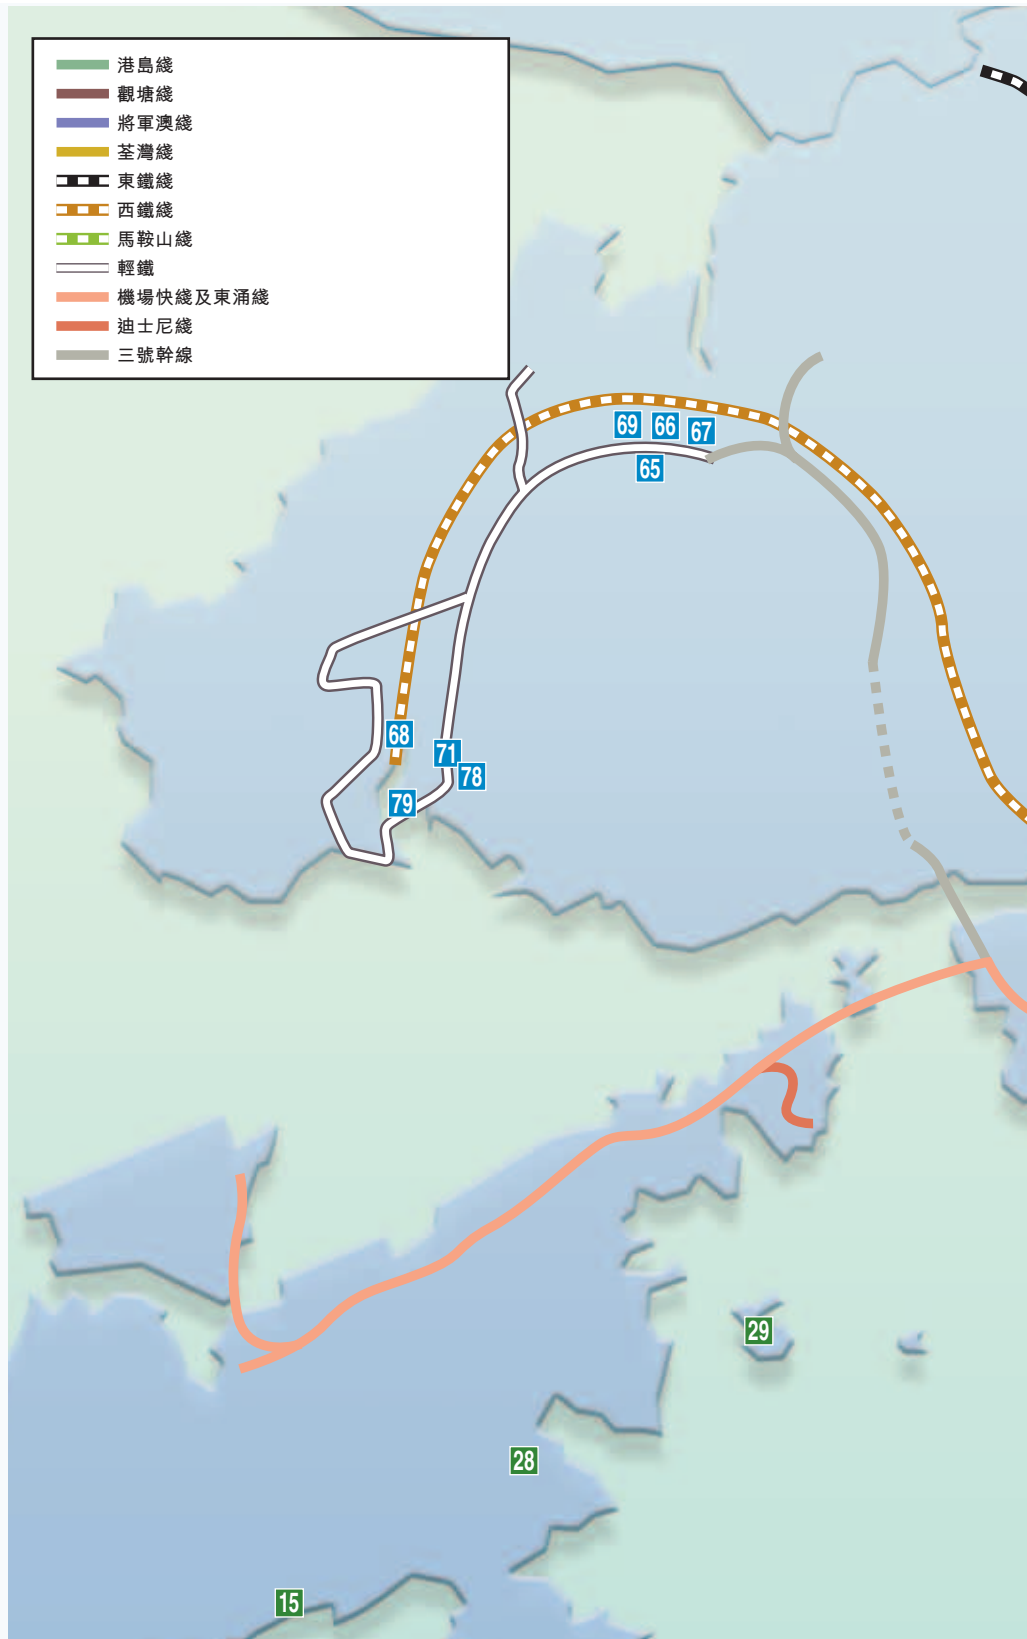 港島綫
觀塘綫
將軍澳綫
荃灣綫
東鐵綫
西鐵綫
馬鞍山綫
輕鐵
機場快綫及東涌綫
迪士尼綫
三號幹線
69
66
67
65
68
71
78
79
29
28
15